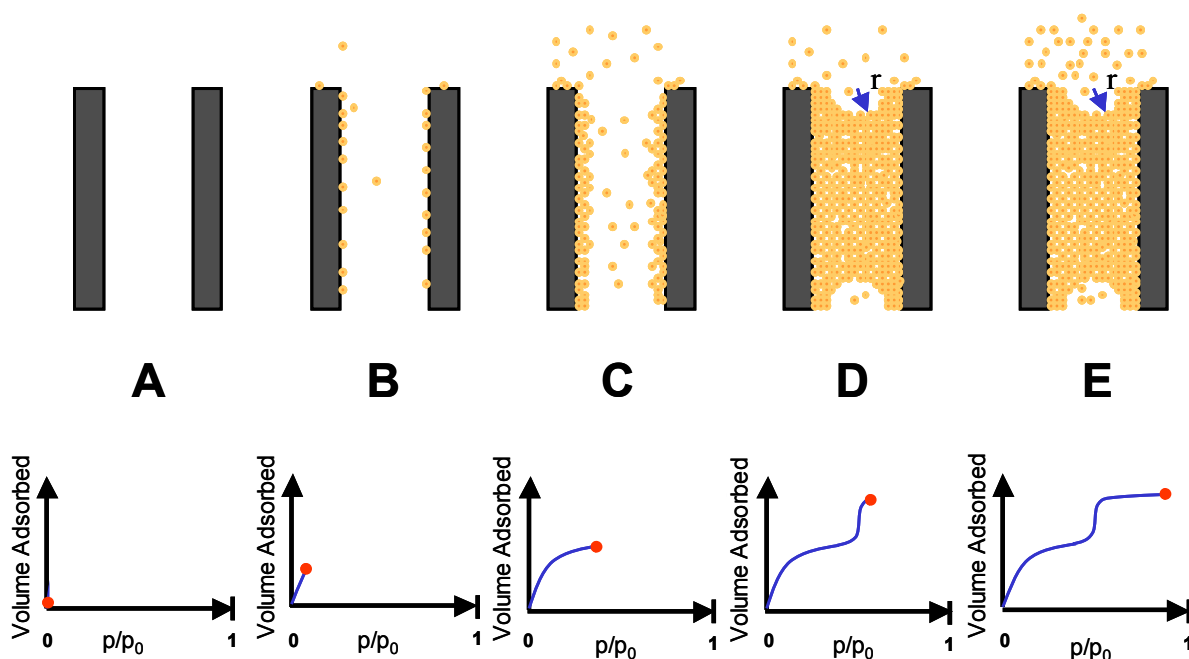 r
r
A
B
C
D
E
Volume Adsorbed
0
p/p₀
1
Volume Adsorbed
0
p/p₀
1
Volume Adsorbed
0
p/p₀
1
Volume Adsorbed
0
p/p₀
1
Volume Adsorbed
0
p/p₀
1